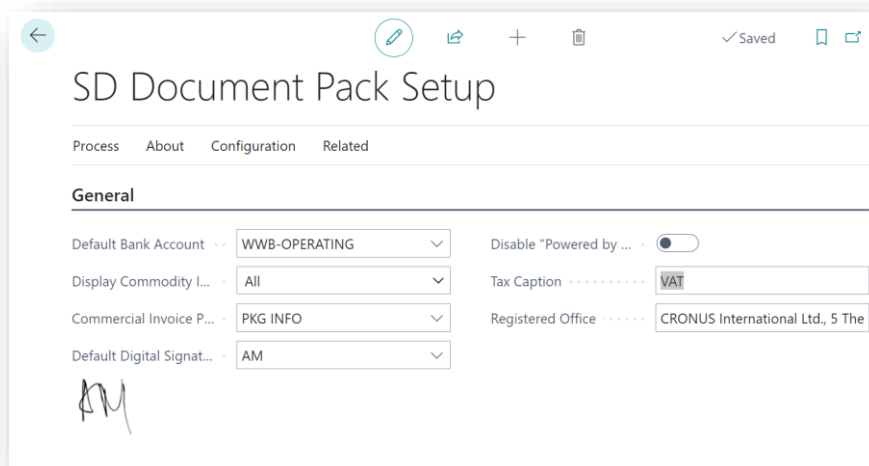 Saved
SD Document Pack Setup
Process About Configuration Related
General
Default Bank Account WWB-OPERATING
Disable "Powered by ...
Display Commodity I... All
Tax Caption VAT
Commercial Invoice P... PKG INFO
Registered Office CRONUS International Ltd., 5 The
Default Digital Signat... AM
AM